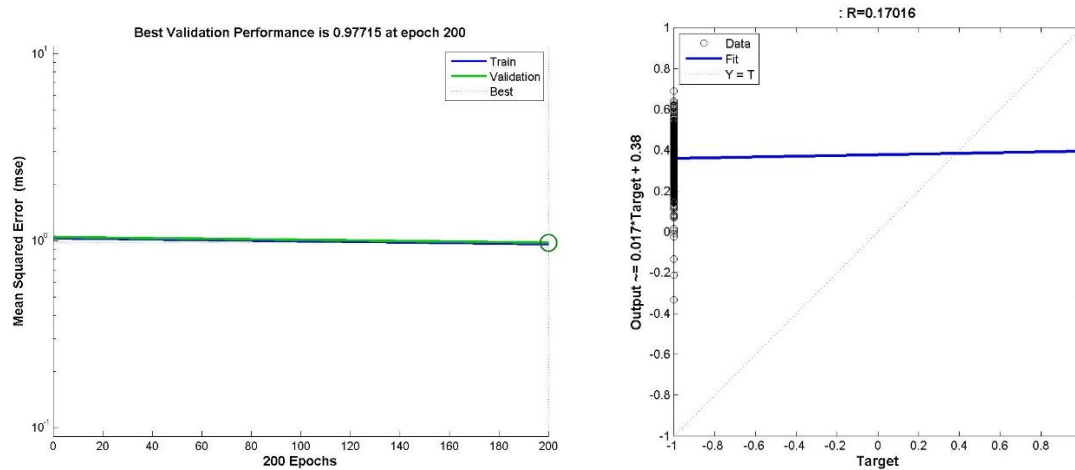 Best Validation Performance is 0.97715 at epoch 200
Train
Validation
Best
Mean Squared Error (mse)
10^1
10^0
10^-1
0 20 40 60 80 100 120 140 160 180 200
200 Epochs
: R=0.17016
Data
Fit
Y = T
Output ~= 0.017*Target + 0.38
1
0.8
0.6
0.4
0.2
0
-0.2
-0.4
-0.6
-0.8
-1
-1 -0.8 -0.6 -0.4 -0.2 0 0.2 0.4 0.6 0.8
Target